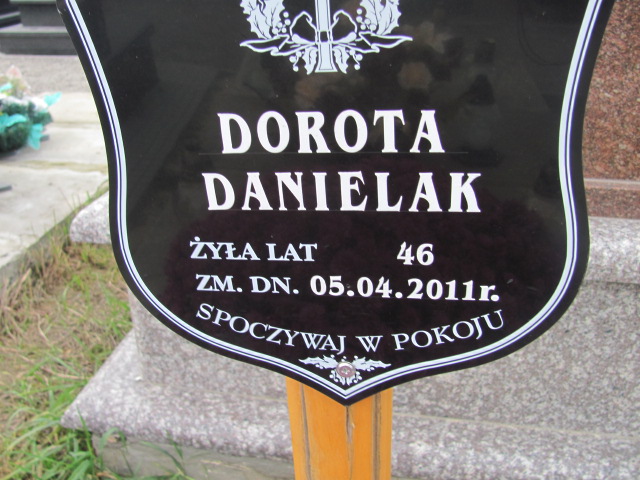 DOROTA
DANIELAK
ŻYŁA LAT 46
ZM. DN. 05.04.2011r.
SPOCZYWAJ W POKOJU